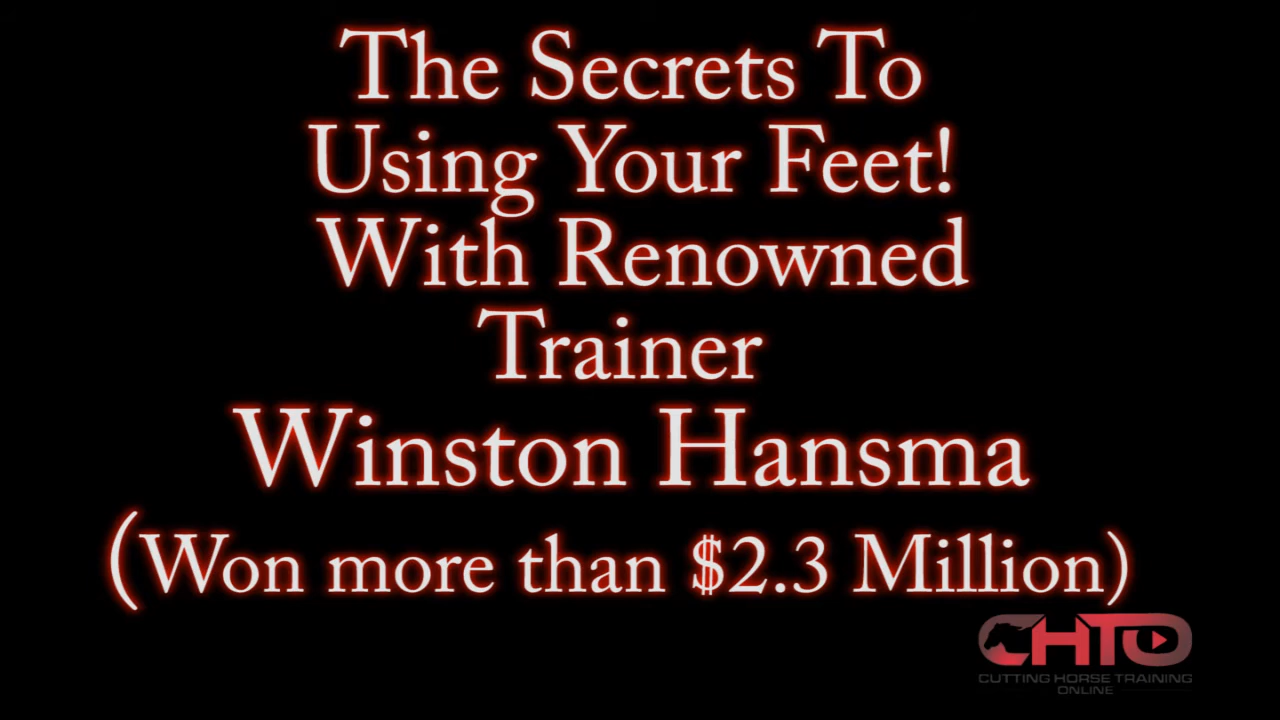 The Secrets To
Using Your Feet!
With Renowned
Trainer
Winston Hansma
(Won more than $2.3 Million)
CHTO
CUTTING HORSE TRAINING
ONLINE